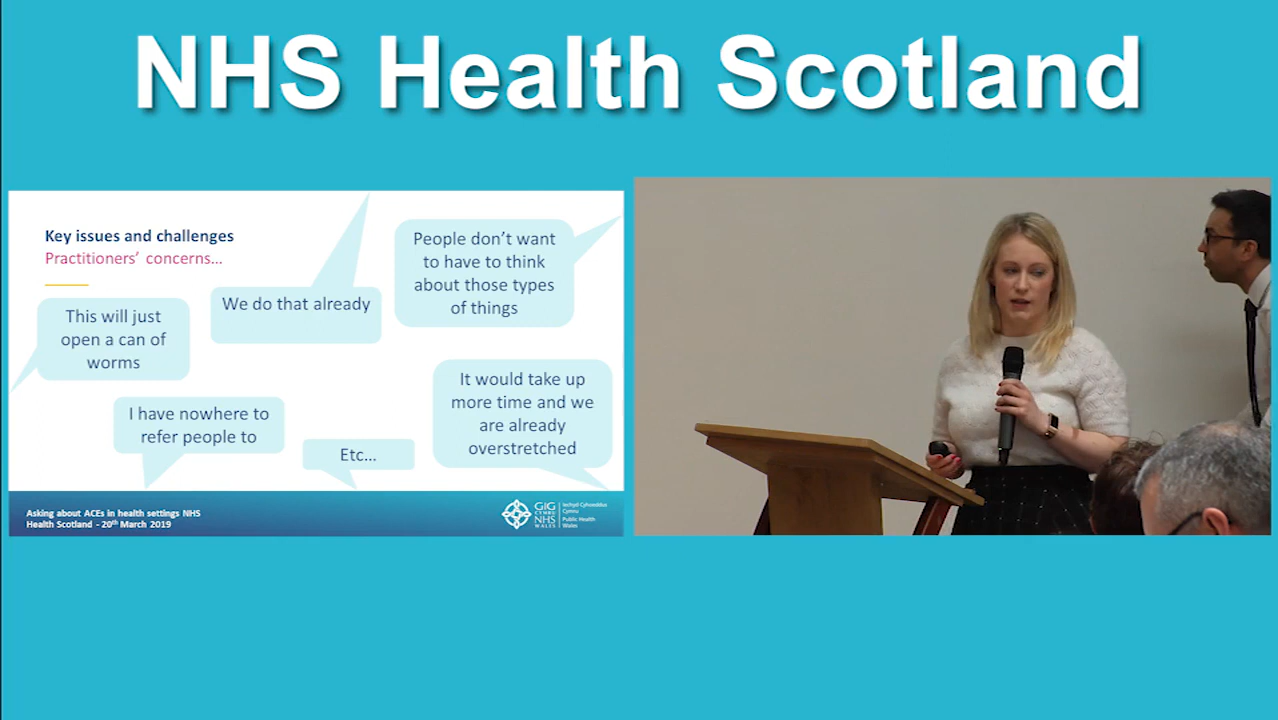 NHS Health Scotland
Key issues and challenges
Practitioners' concerns...
This will just
open a can of
worms
We do that already
People don't want
to have to think
about those types
of things
I have nowhere to
refer people to
Etc...
It would take up
more time and we
are already
overstretched
Asking about ACEs in health settings NHS
Health Scotland - 20th March 2019
GIG
CYMRU
NHS
WALES
Iechyd Cyhoeddus
Cymru
Public Health
Wales